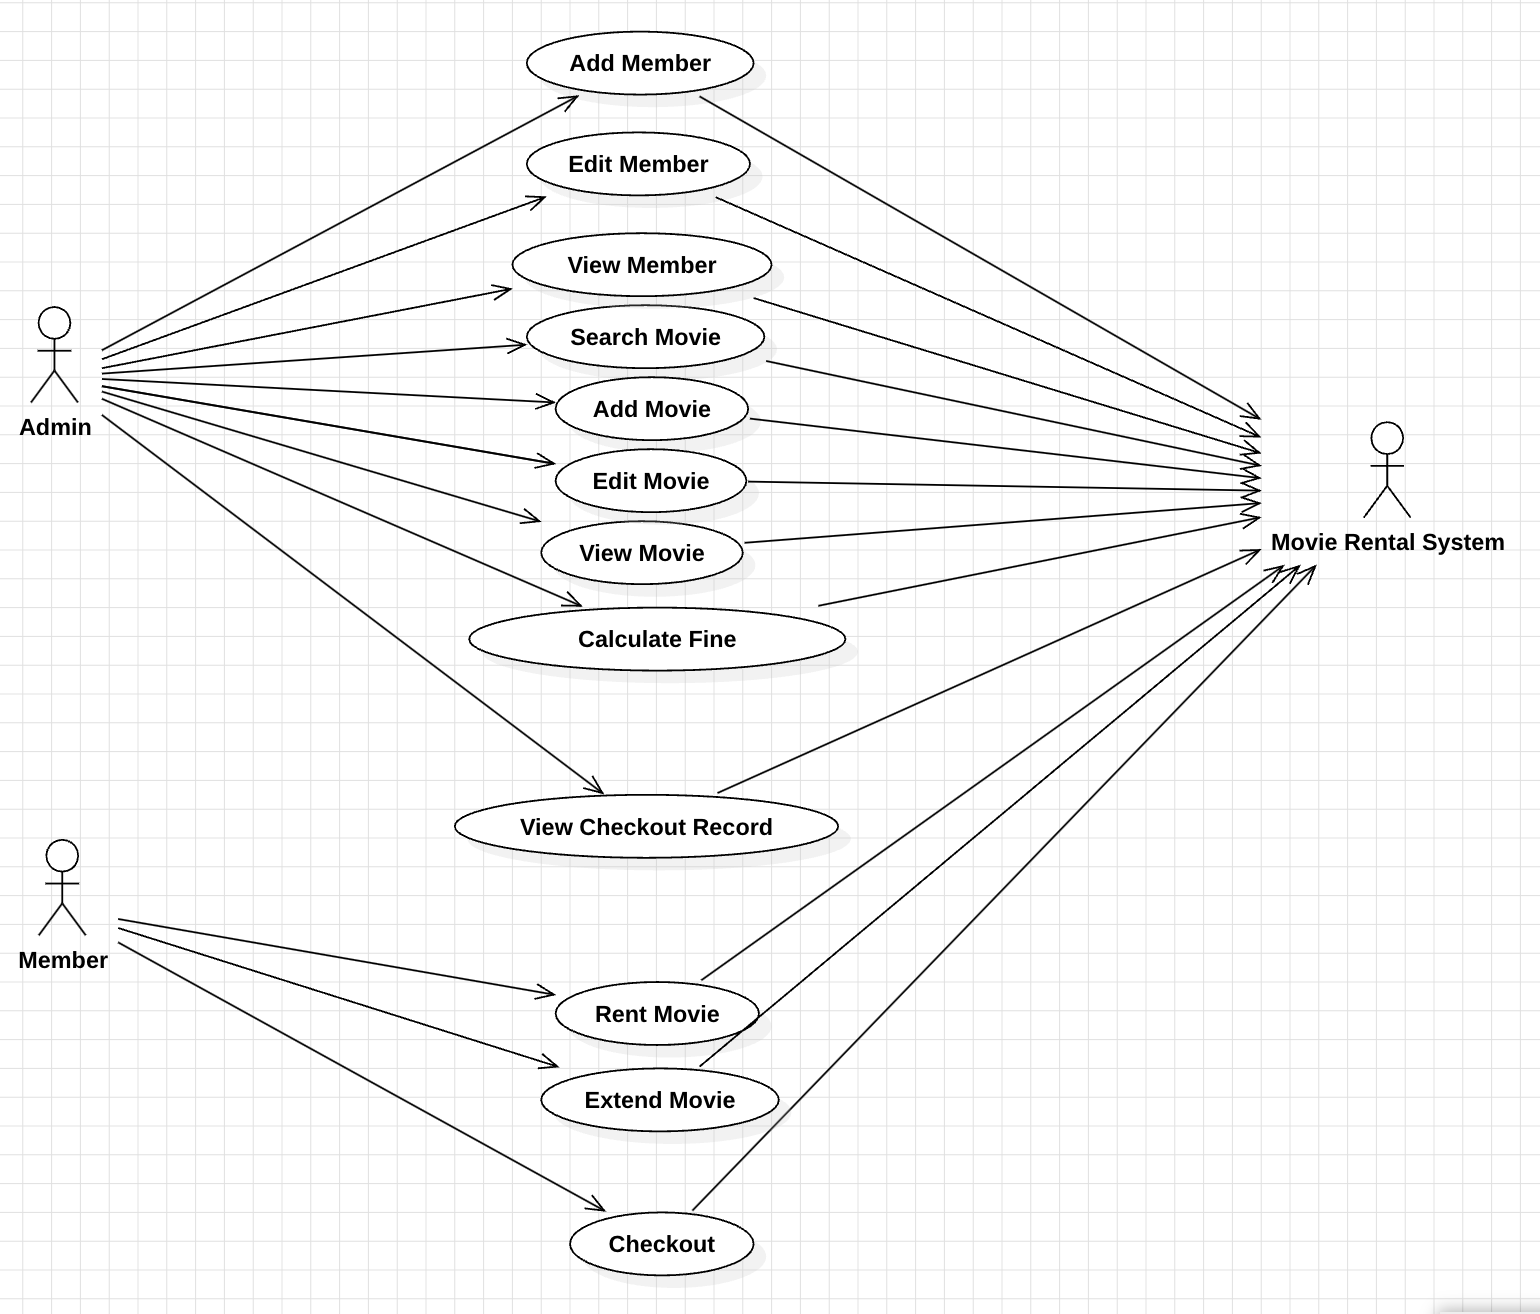 Add Member
Edit Member
View Member
Search Movie
Add Movie
Admin
Edit Movie
Movie Rental System
View Movie
Calculate Fine
View Checkout Record
Member
Rent Movie
Extend Movie
Checkout